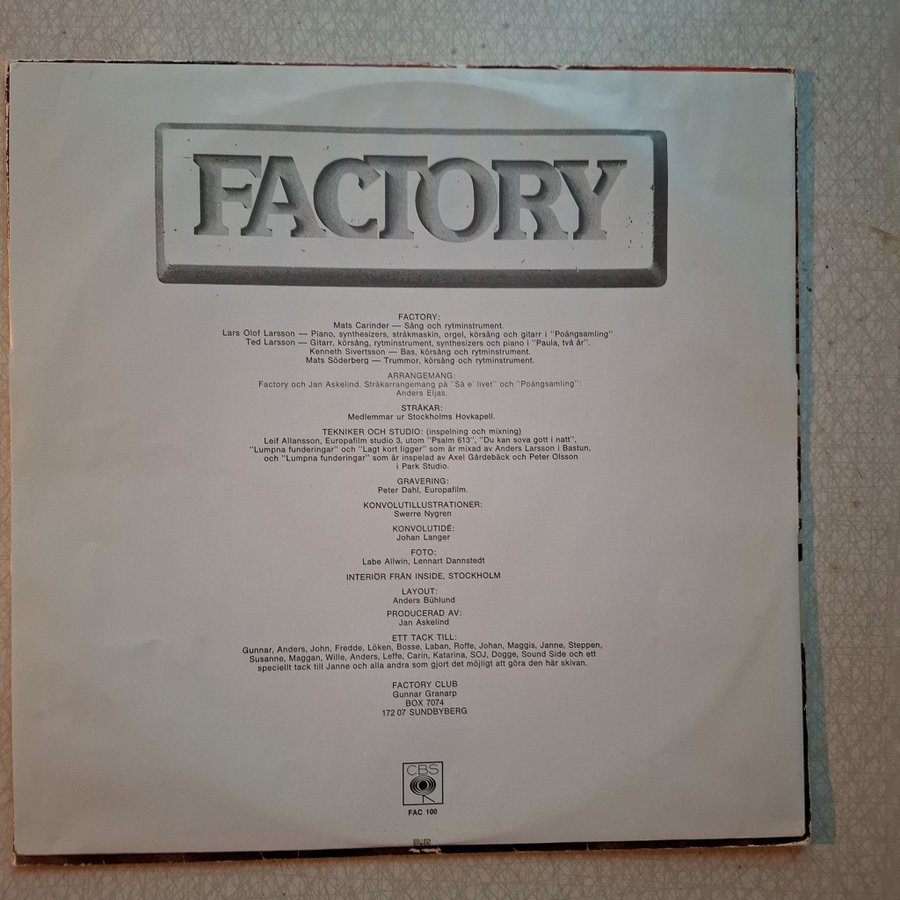 FACTORY
FACTORY:
Mats Carinder — Sång och rytminstrument.
Lars Olof Larsson — Piano, synthesizers, stråkmaskin, orgel, körsång och gitarr i "Poängsamling"
Ted Larsson — Gitarr, körsång, rytminstrument, synthesizers och piano i "Paula, två år".
Kenneth Sivertsson — Bas, körsång och rytminstrument.
Mats Söderberg — Trummor, körsång och rytminstrument.
ARRANGEMANG:
Factory och Jan Askelind. Stråkarrangemang på "Så e' livet" och "Poängsamling":
Anders Eljas.
STRÅKAR:
Medlemmar ur Stockholms Hovkapell.
TEKNIKER OCH STUDIO: (inspelning och mixning)
Leif Allansson, Europafilm studio 3, utom "Psalm 613", "Du kan sova gott i natt",
"Lumpna funderingar" och "Lagt kort ligger" som är mixad av Anders Larsson i Bastun,
och "Lumpna funderingar" som är inspelad av Axel Gårdebäck och Peter Olsson
i Park Studio.
GRAVERING:
Peter Dahl, Europafilm.
KONVOLUTILLUSTRATIONER:
Swerre Nygren
KONVOLUTIDÉ:
Johan Langer
FOTO:
Labe Allwin, Lennart Dannstedt
INTERIÖR FRÅN INSIDE, STOCKHOLM
LAYOUT:
Anders Bühlund
PRODUCERAD AV:
Jan Askelind
ETT TACK TILL:
Gunnar, Anders, John, Fredde, Löken, Bosse, Laban, Roffe, Johan, Maggis, Janne, Steppen,
Susanne, Maggan, Wille, Anders, Leffe, Carin, Katarina, SOJ, Dogge, Sound Side och ett
speciellt tack till Janne och alla andra som gjort det möjligt att göra den här skivan.
FACTORY CLUB
Gunnar Granarp
BOX 7074
172 07 SUNDBYBERG
CBS
FAC 100